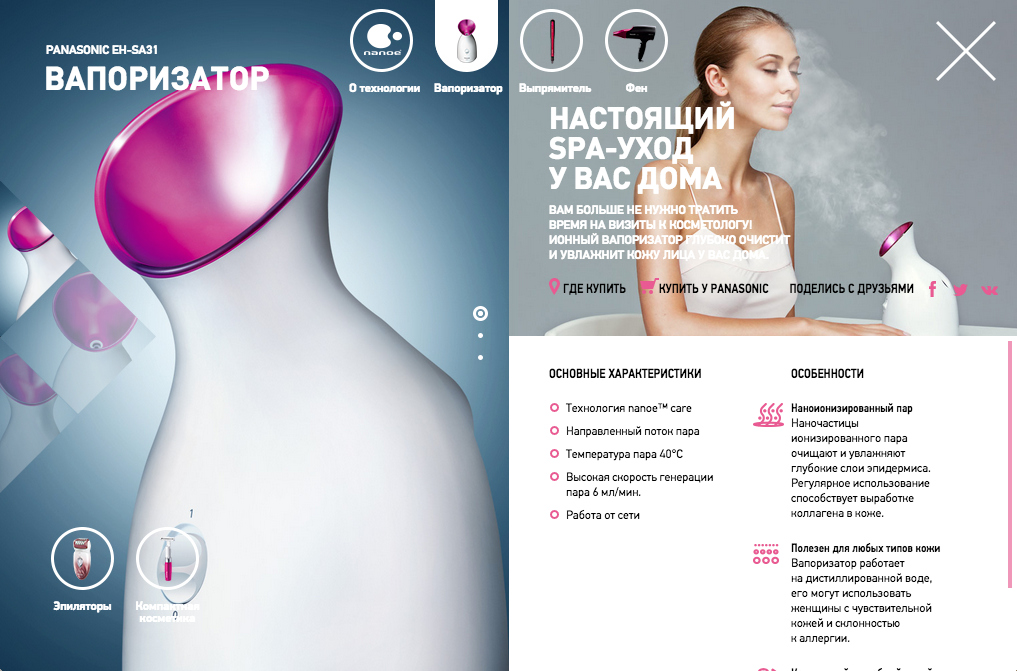 PANASONIC EH-SA31
ВАПОРИЗАТОР
nanoe
О технологии
Вапоризатор
Выпрямитель
Фен
НАСТОЯЩИЙ
SPA-УХОД
У ВАС ДОМА
ВАМ БОЛЬШЕ НЕ НУЖНО ТРАТИТЬ
ВРЕМЯ НА ВИЗИТЫ К КОСМЕТОЛОГУ!
ИОННЫЙ ВАПОРИЗАТОР ГЛУБОКО ОЧИСТИТ
И УВЛАЖНИТ КОЖУ ЛИЦА У ВАС ДОМА.
ГДЕ КУПИТЬ
КУПИТЬ У PANASONIC
ПОДЕЛИСЬ С ДРУЗЬЯМИ
ОСНОВНЫЕ ХАРАКТЕРИСТИКИ
Технология nanoe™ care
Направленный поток пара
Температура пара 40°C
Высокая скорость генерации
пара 6 мл/мин.
Работа от сети
ОСОБЕННОСТИ
Наноионизированный пар
Наночастицы
ионизированного пара
очищают и увлажняют
глубокие слои эпидермиса.
Регулярное использование
способствует выработке
коллагена в коже.
Полезен для любых типов кожи
Вапоризатор работает
на дистиллированной воде,
его могут использовать
женщины с чувствительной
кожей и склонностью
к аллергии.
1
0
Эпиляторы
Компактная
косметика